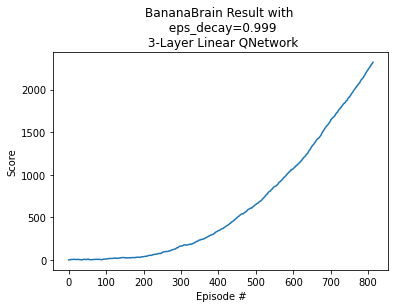 BananaBrain Result with
eps_decay=0.999
3-Layer Linear QNetwork
Score
2000
1500
1000
500
0
0 100 200 300 400 500 600 700 800
Episode #